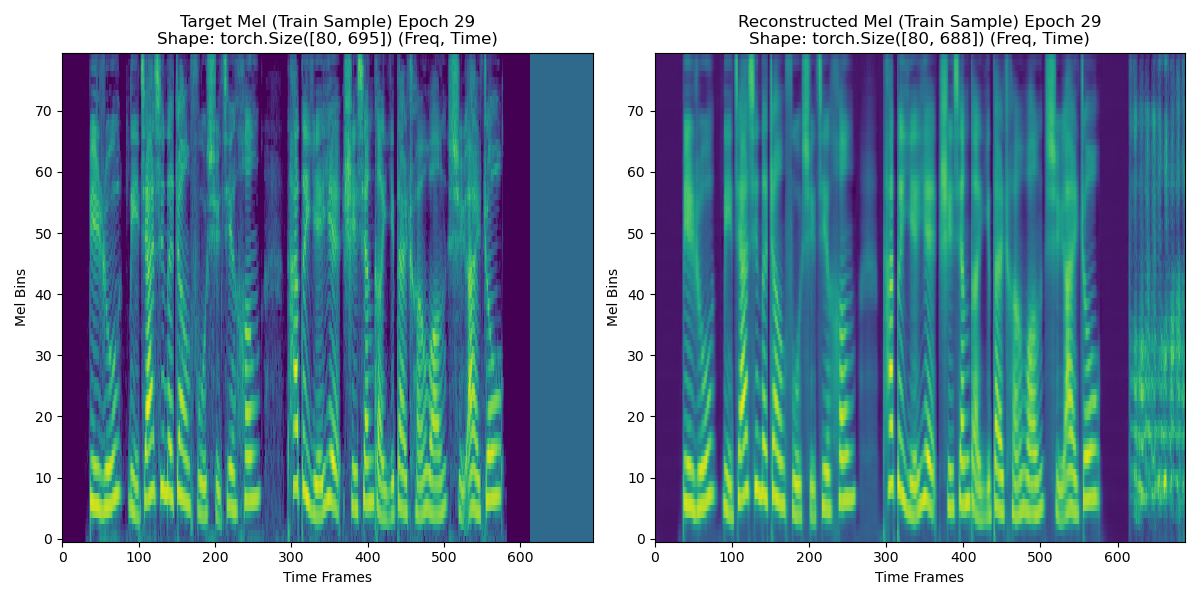 Target Mel (Train Sample) Epoch 29
Shape: torch.Size([80, 695]) (Freq, Time)
Mel Bins
70
60
50
40
30
20
10
0
0 100 200 300 400 500 600
Time Frames
Reconstructed Mel (Train Sample) Epoch 29
Shape: torch.Size([80, 688]) (Freq, Time)
Mel Bins
70
60
50
40
30
20
10
0
0 100 200 300 400 500 600
Time Frames